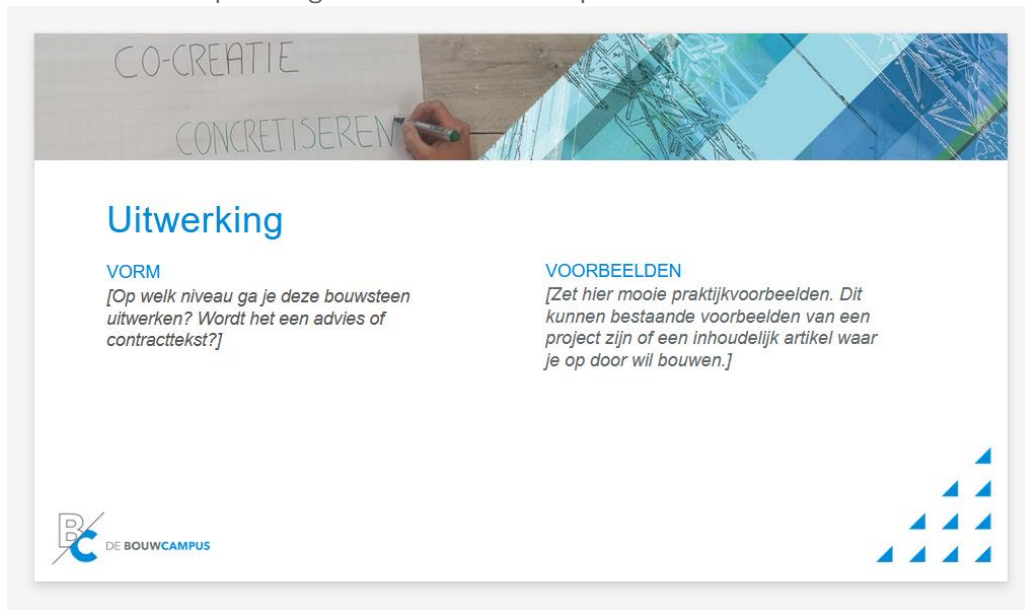 CO-CREATIE
CONCRETISEREN
Uitwerking
VORM
[Op welk niveau ga je deze bouwsteen
uitwerken? Wordt het een advies of
contracttekst?]
VOORBEELDEN
[Zet hier mooie praktijkvoorbeelden. Dit
kunnen bestaande voorbeelden van een
project zijn of een inhoudelijk artikel waar
je op door wil bouwen.]
BC DE BOUWCAMPUS